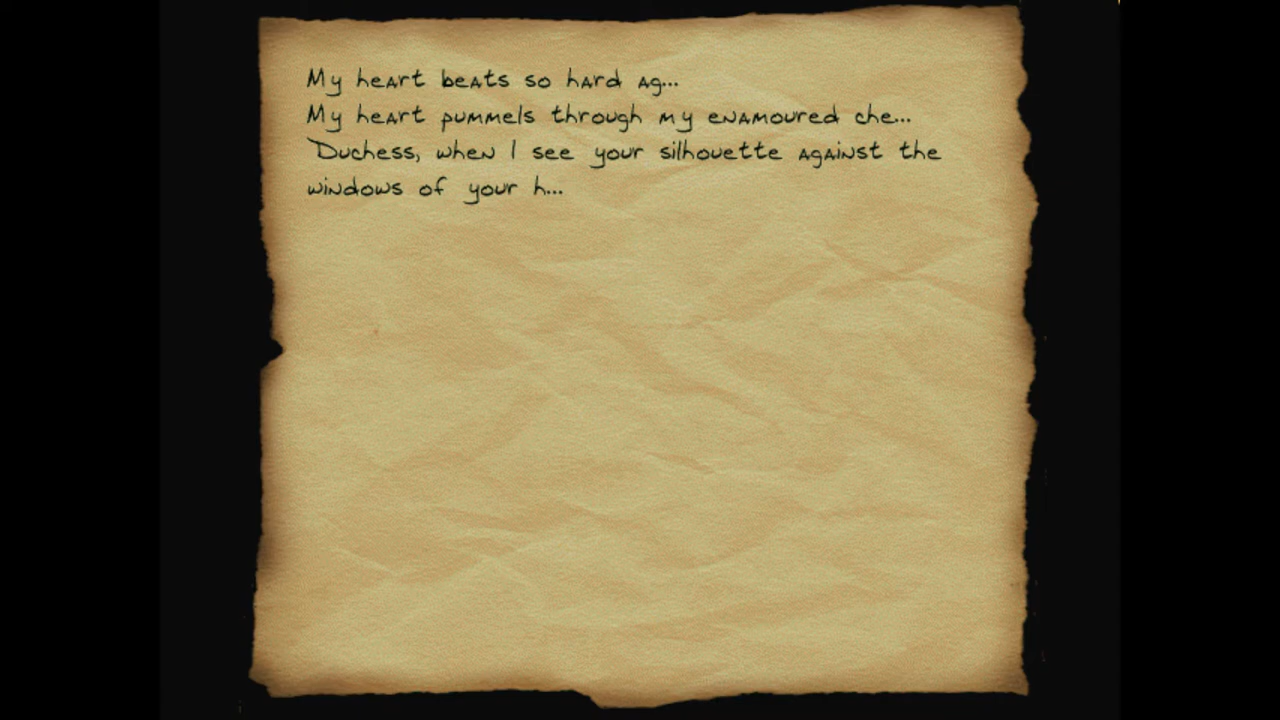 My heart beats so hard ag...
My heart pummels through my enamoured che...
Duchess, when I see your silhouette against the
windows of your h...